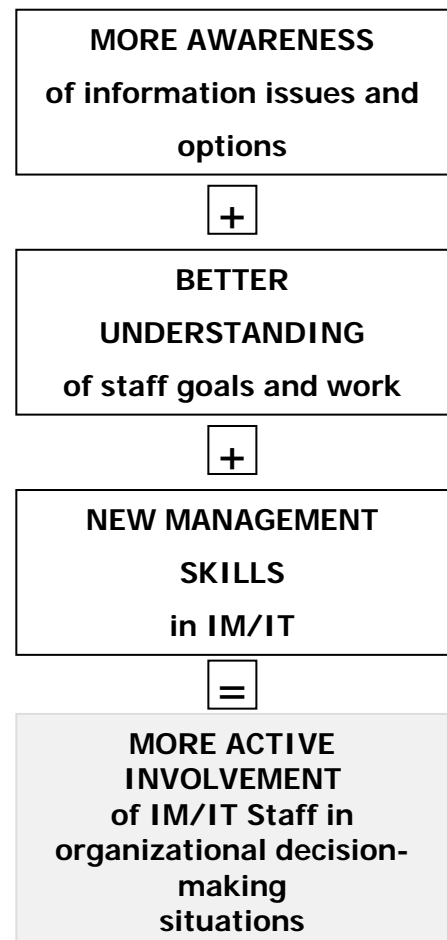 MORE AWARENESS
of information issues and
options
+
BETTER
UNDERSTANDING
of staff goals and work
+
NEW MANAGEMENT
SKILLS
in IM/IT
=
MORE ACTIVE
INVOLVEMENT
of IM/IT Staff in
organizational decision-
making
situations